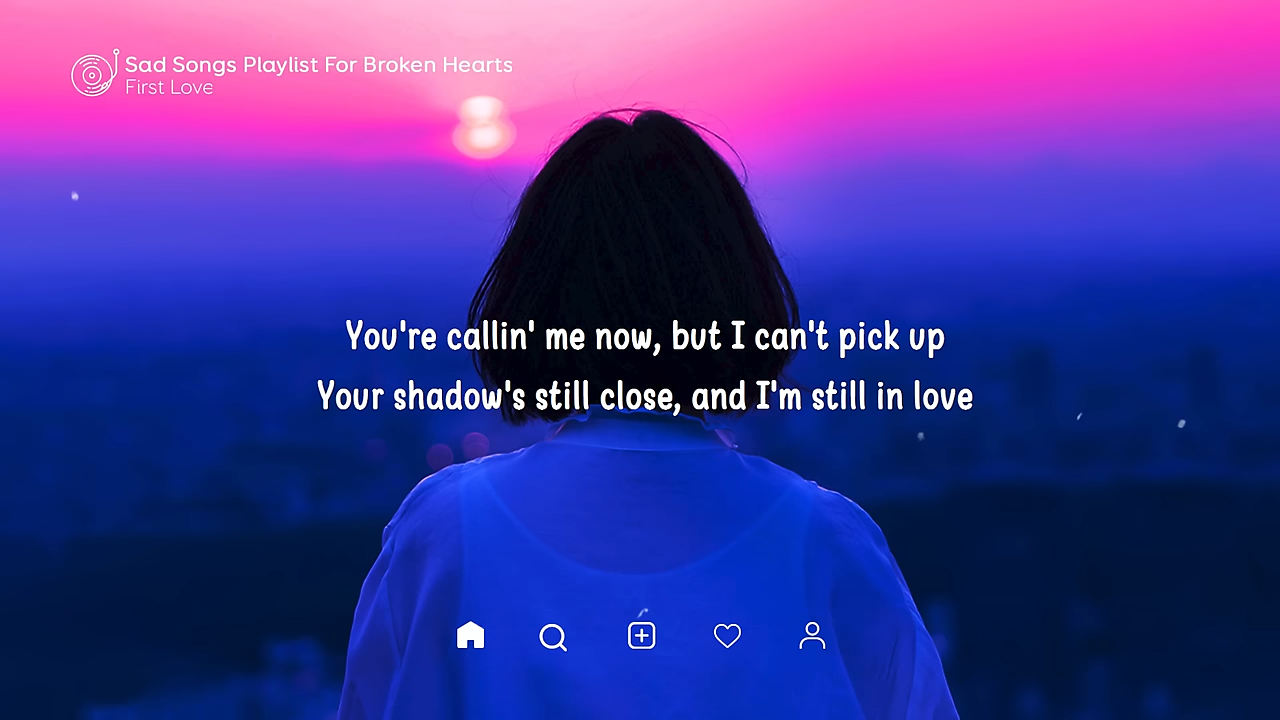 Sad Songs Playlist For Broken Hearts
First Love
You're callin' me now, but I can't pick up
Your shadow's still close, and I'm still in love